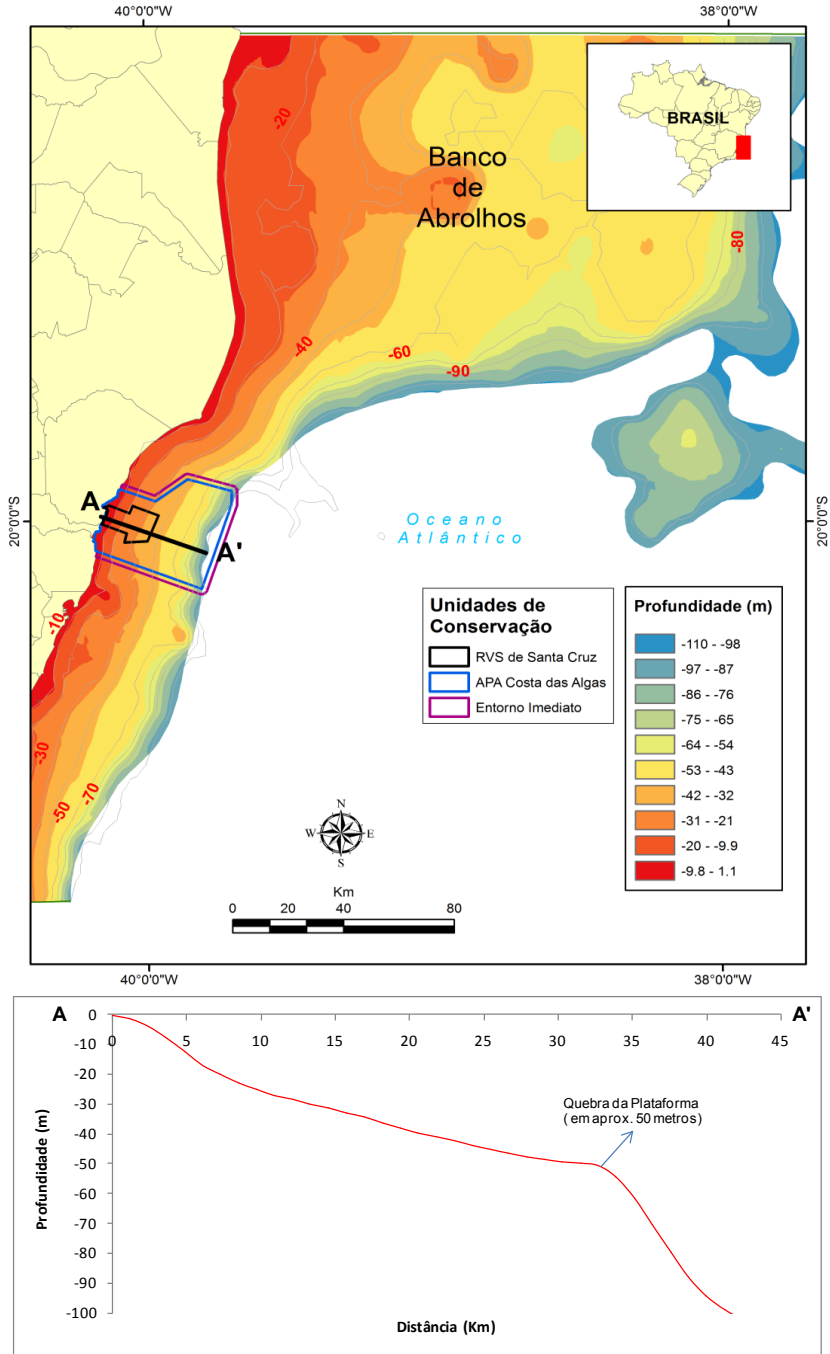 40°0'0"W
38°0'0"W
BRASIL
-20
Banco
de
Abrolhos
-80
-40
-60
-90
A
A'
20°0'0"S
20°0'0"S
Oceano
Atlântico
-10
-30
-50
-70
Unidades de
Conservação
RVS de Santa Cruz
APA Costa das Algas
Entorno Imediato
Profundidade (m)
-110 - -98
-97 - -87
-86 - -76
-75 - -65
-64 - -54
-53 - -43
-42 - -32
-31 - -21
-20 - -9.9
-9.8 - 1.1
N
W
E
S
Km
0 20 40 80
40°0'0"W
38°0'0"W
A
A'
0
-10
-20
-30
-40
-50
-60
-70
-80
-90
-100
0 5 10 15 20 25 30 35 40 45
Quebra da Plataforma
( em aprox. 50 metros)
Profundidade (m)
Distância (Km)